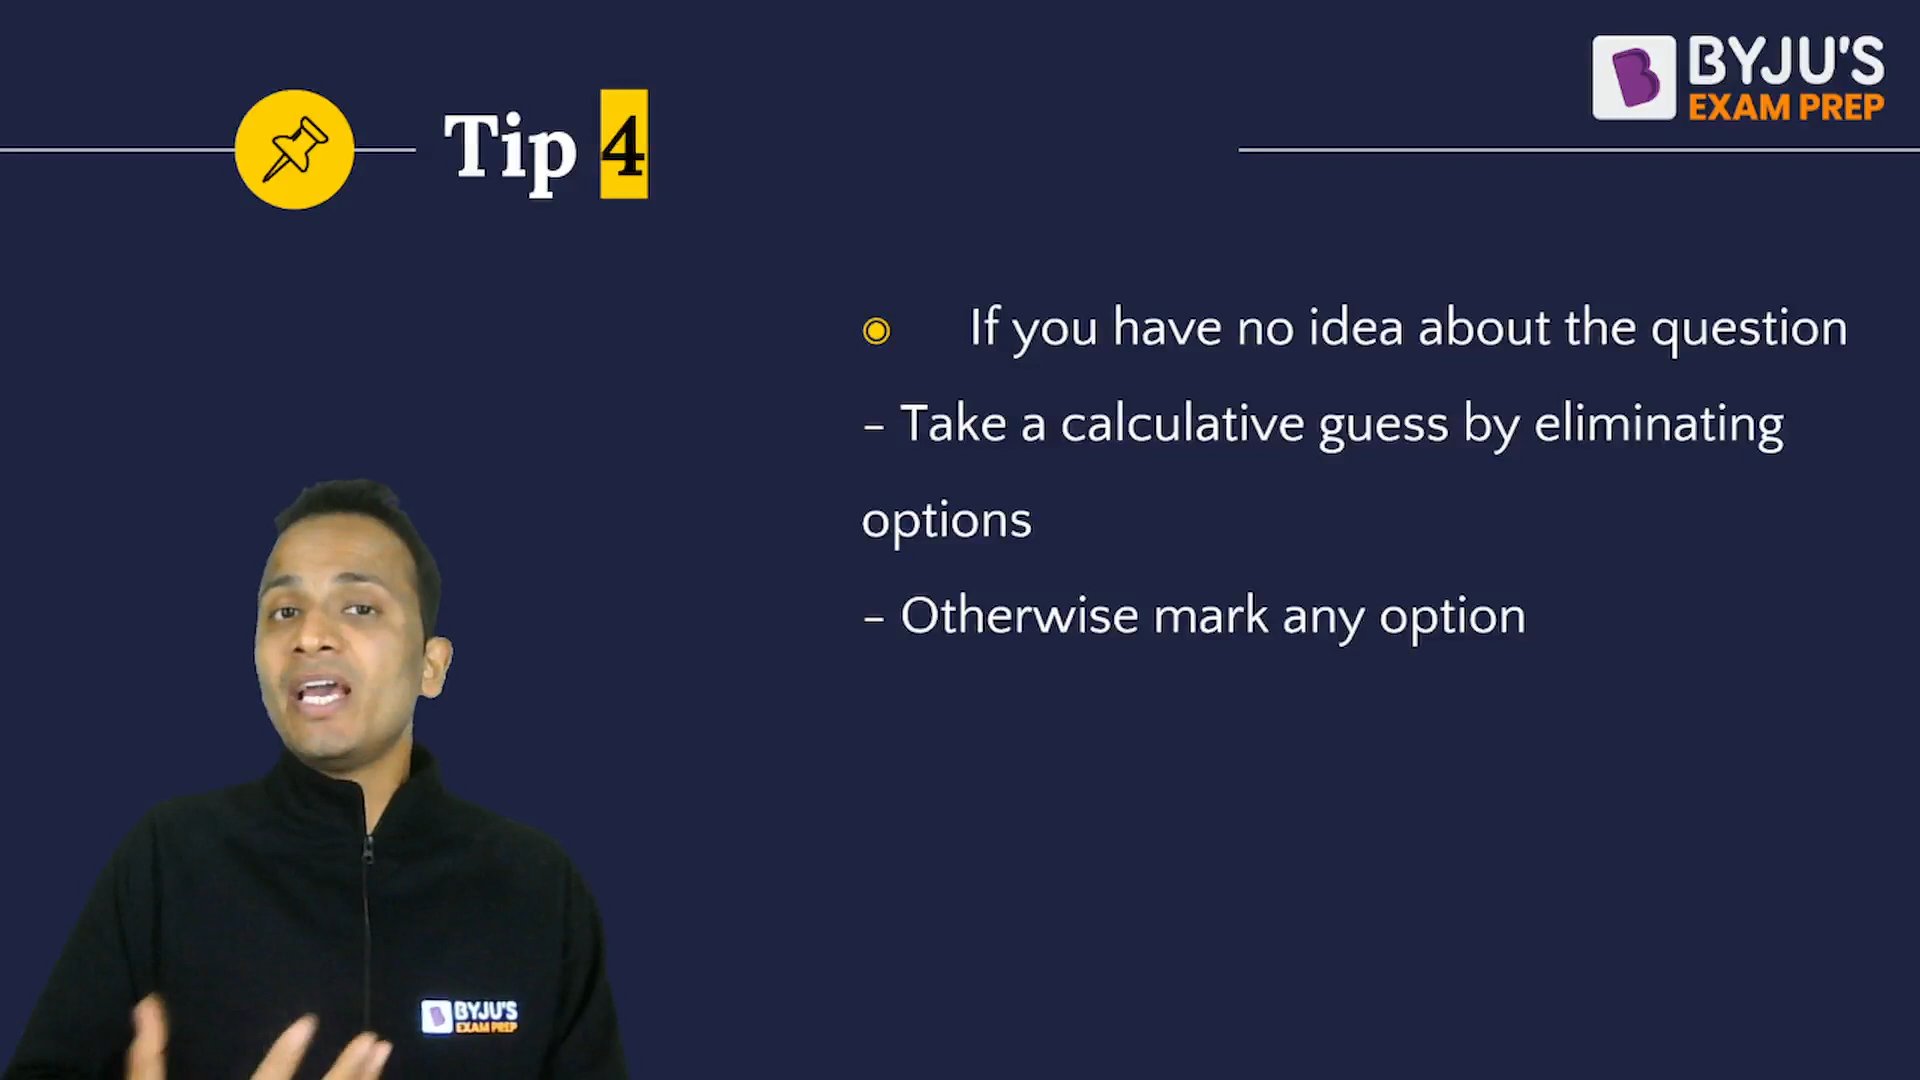 BYJU'S
EXAM PREP
Tip 4
If you have no idea about the question
- Take a calculative guess by eliminating
options
- Otherwise mark any option
BYJU'S
EXAM PREP